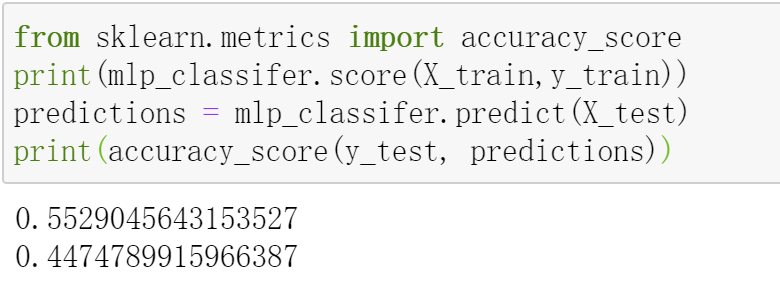 from sklearn.metrics import accuracy_score
print(mlp_classifer.score(X_train,y_train))
predictions = mlp_classifer.predict(X_test)
print(accuracy_score(y_test, predictions))
0.5529045643153527
0.4474789915966387